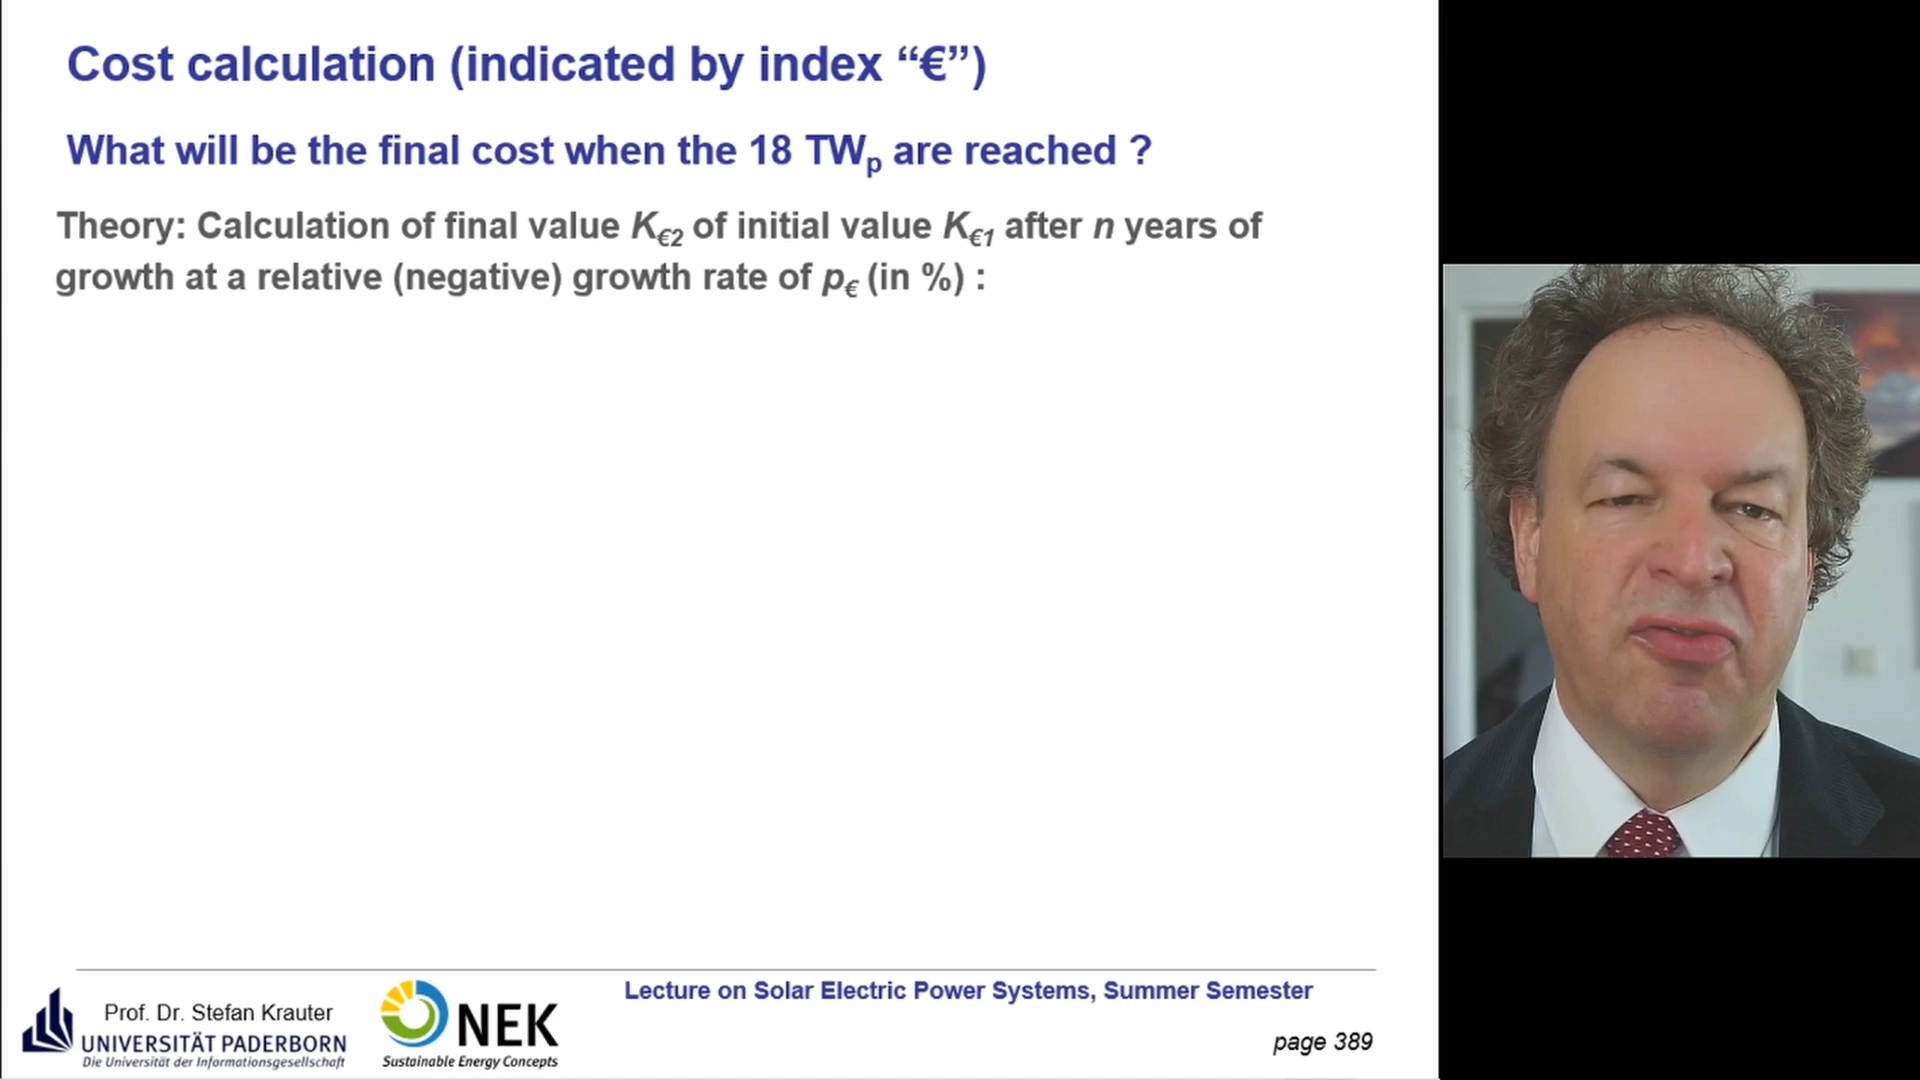 Cost calculation (indicated by index “€”)
What will be the final cost when the 18 TWp are reached ?
Theory: Calculation of final value K€2 of initial value K€1 after n years of
growth at a relative (negative) growth rate of p€ (in %) :
Lecture on Solar Electric Power Systems, Summer Semester
Prof. Dr. Stefan Krauter
UNIVERSITÄT PADERBORN
Die Universität der Informationsgesellschaft
NEK
Sustainable Energy Concepts
page 389